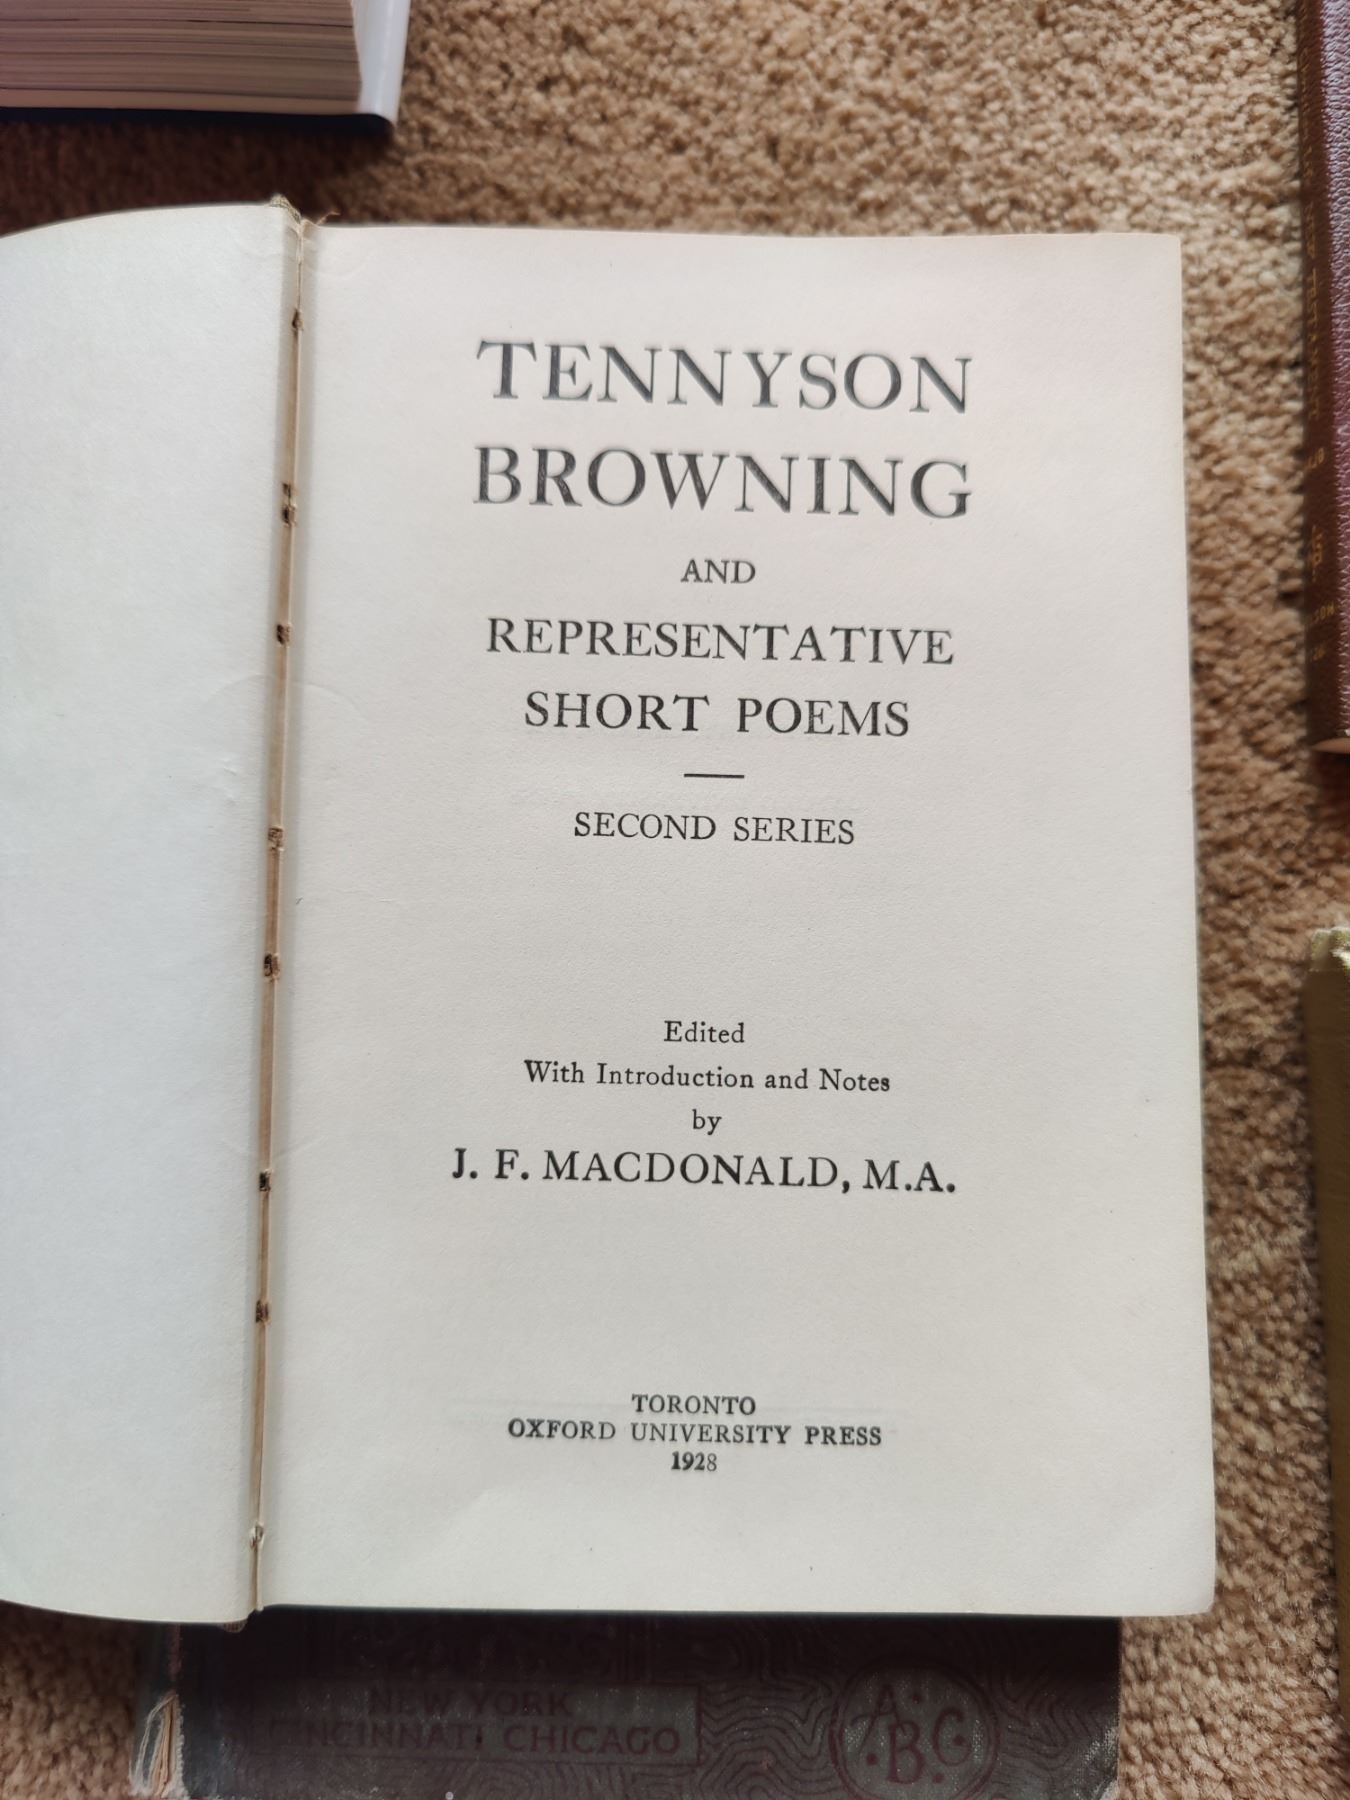 TENNYSON
BROWNING
AND
REPRESENTATIVE
SHORT POEMS
SECOND SERIES
Edited
With Introduction and Notes
by
J. F. MACDONALD, M.A.
TORONTO
OXFORD UNIVERSITY PRESS
1928
NEW YORK
CINCINNATI CHICAGO
A·B·C